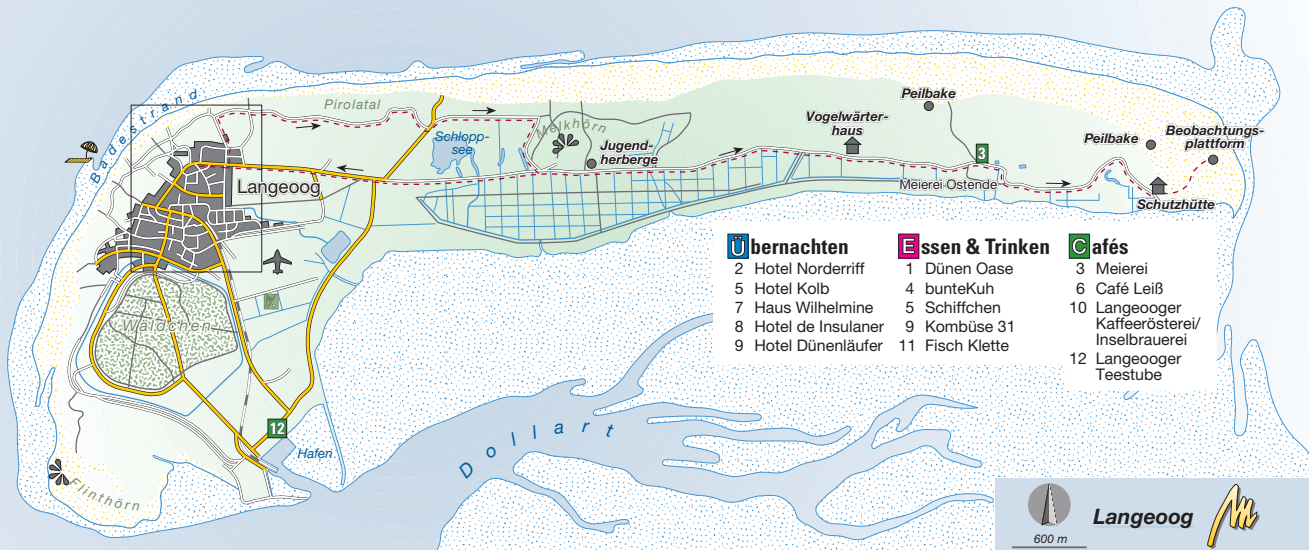 Badestrand
Pirolatal
Schlopp-
see
Melkhörn
Jugend-
herberge
Vogelwärter-
haus
Peilbake
Peilbake
Beobachtungs-
plattform
3
Meierei Ostende
Schutzhütte
Langeoog
Wäldchen
12
Hafen
Flinthörn
Dollart
Übernachten
2 Hotel Norderriff
5 Hotel Kolb
7 Haus Wilhelmine
8 Hotel de Insulaner
9 Hotel Dünenläufer
Essen & Trinken
1 Dünen Oase
4 bunteKuh
5 Schiffchen
9 Kombüse 31
11 Fisch Klette
Cafés
3 Meierei
6 Café Leiß
10 Langeooger
Kaffeerösterei/
Inselbrauerei
12 Langeooger
Teestube
600 m
Langeoog